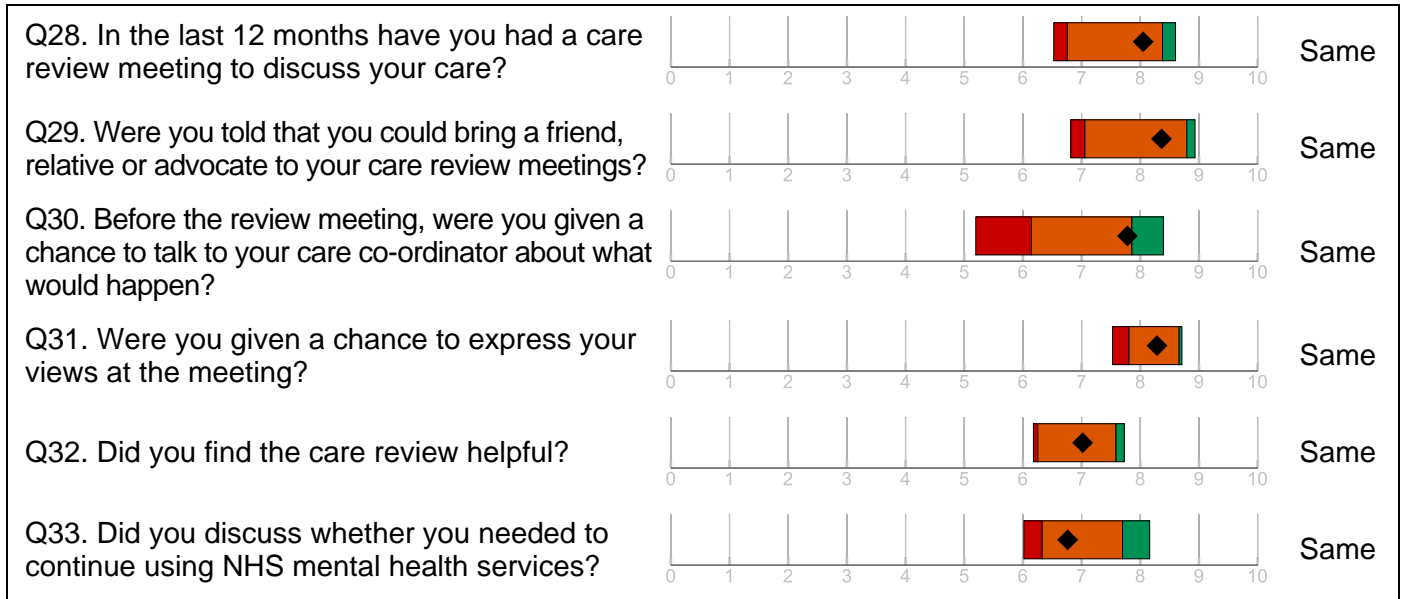 Q28. In the last 12 months have you had a care
review meeting to discuss your care?
0 1 2 3 4 5 6 7 8 9 10
Same
Q29. Were you told that you could bring a friend,
relative or advocate to your care review meetings?
0 1 2 3 4 5 6 7 8 9 10
Same
Q30. Before the review meeting, were you given a
chance to talk to your care co-ordinator about what
would happen?
0 1 2 3 4 5 6 7 8 9 10
Same
Q31. Were you given a chance to express your
views at the meeting?
0 1 2 3 4 5 6 7 8 9 10
Same
Q32. Did you find the care review helpful?
0 1 2 3 4 5 6 7 8 9 10
Same
Q33. Did you discuss whether you needed to
continue using NHS mental health services?
0 1 2 3 4 5 6 7 8 9 10
Same